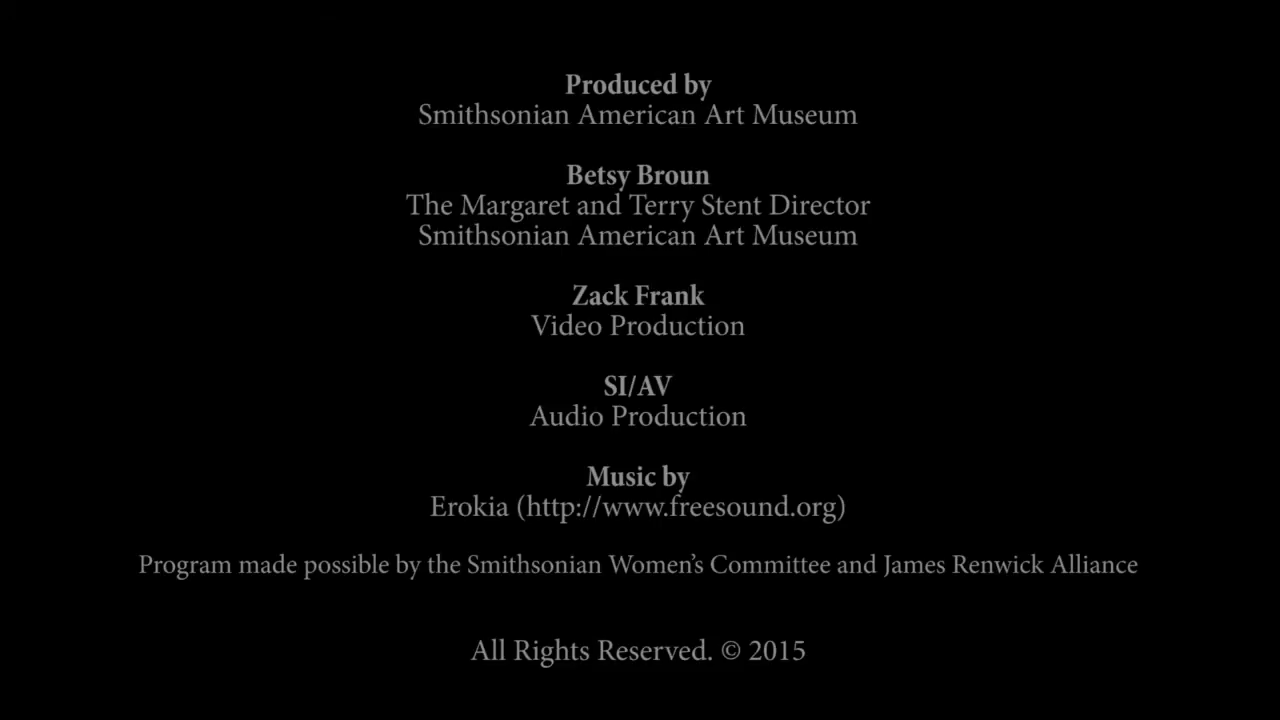 Produced by
Smithsonian American Art Museum
Betsy Broun
The Margaret and Terry Stent Director
Smithsonian American Art Museum
Zack Frank
Video Production
SI/AV
Audio Production
Music by
Erokia (http://www.freesound.org)
Program made possible by the Smithsonian Women’s Committee and James Renwick Alliance
All Rights Reserved. © 2015